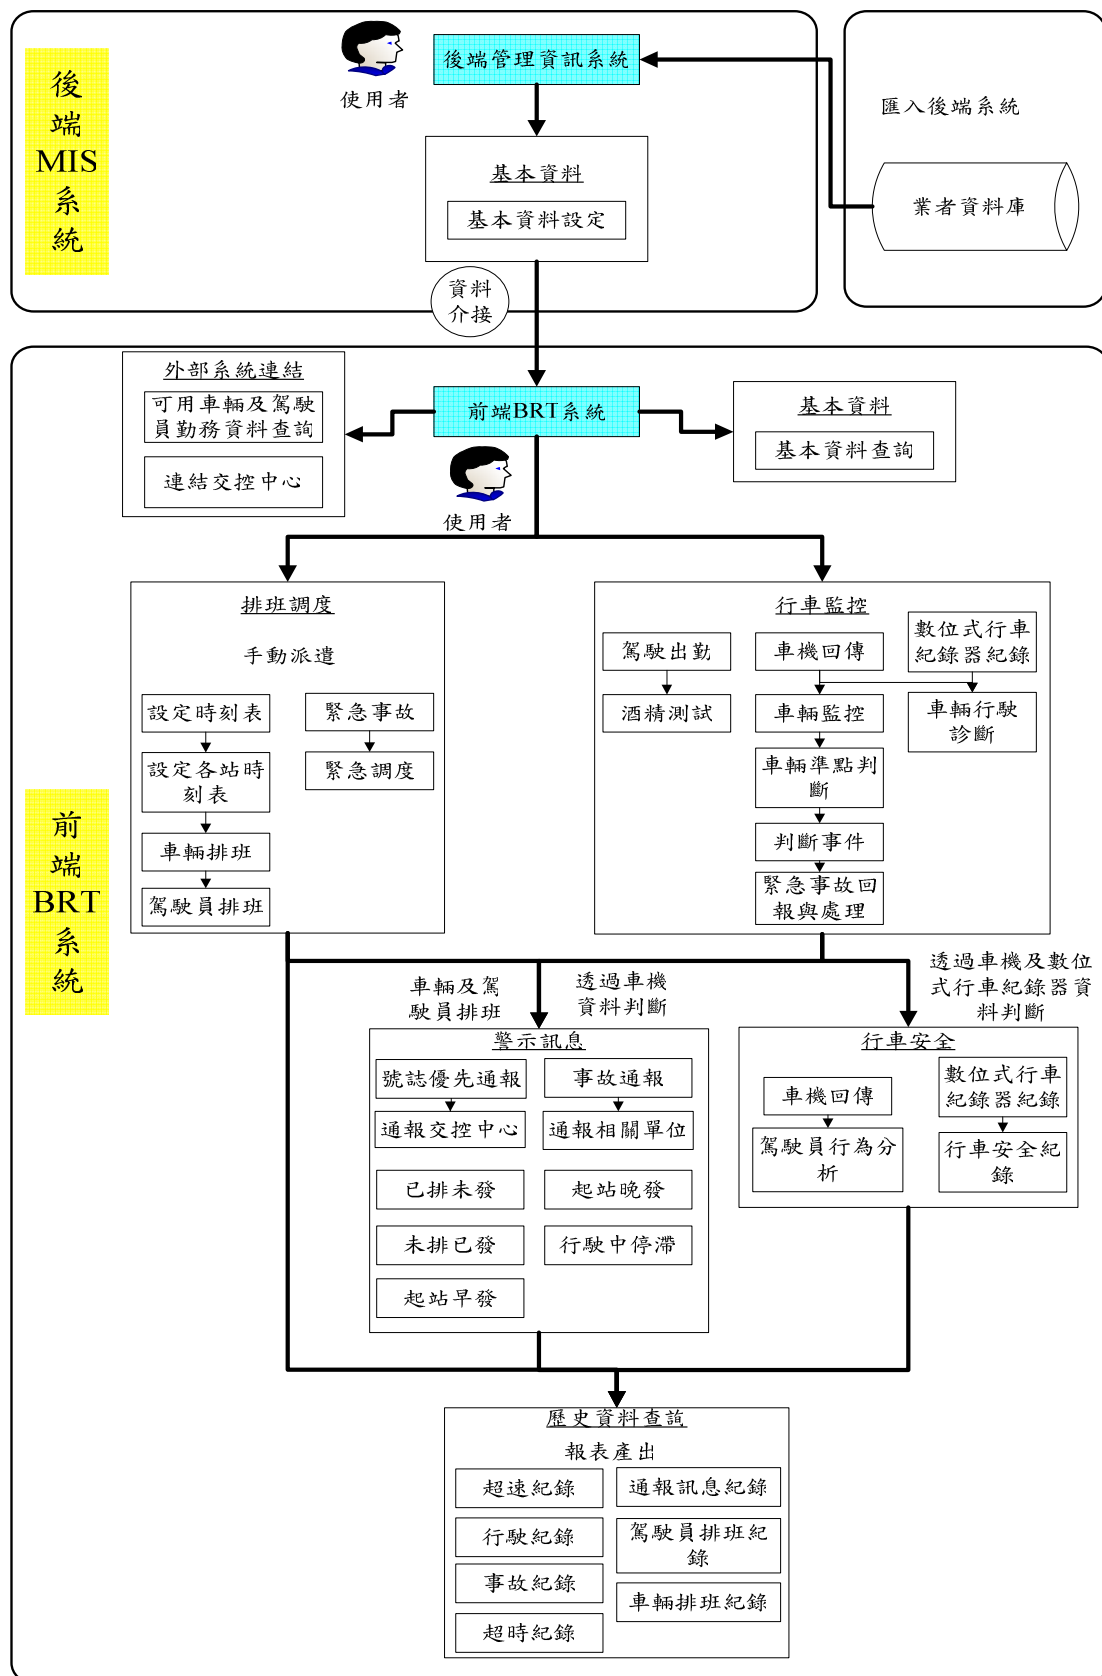 後
端
MIS
系
統
使用者
後端管理資訊系統
基本資料
基本資料設定
匯入後端系統
業者資料庫
資料
介接
前
端
BRT
系
統
外部系統連結
可用車輛及駕駛
員勤務資料查詢
連結交控中心
前端BRT系統
使用者
基本資料
基本資料查詢
排班調度
手動派遣
設定時刻表
設定各站時
刻表
車輛排班
駕駛員排班
緊急事故
緊急調度
行車監控
駕駛出勤
酒精測試
車機回傳
車輛監控
車輛準點判
斷
判斷事件
緊急事故回
報與處理
數位式行車
紀錄器紀錄
車輛行駛
診斷
車輛及駕
駛員排班
透過車機
資料判斷
透過車機及數位
式行車紀錄器資
料判斷
警示訊息
號誌優先通報
通報交控中心
已排未發
未排已發
起站早發
事故通報
通報相關單位
起站晚發
行駛中停滯
行車安全
車機回傳
駕駛員行為分
析
數位式行車
紀錄器紀錄
行車安全紀
錄
歷史資料查詢
報表產出
超速紀錄
行駛紀錄
事故紀錄
超時紀錄
通報訊息紀錄
駕駛員排班紀
錄
車輛排班紀錄